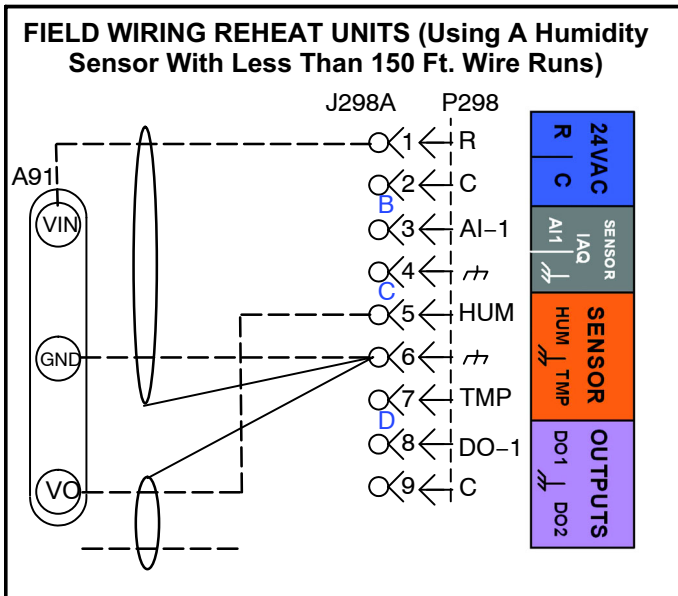 FIELD WIRING REHEAT UNITS (Using A Humidity
Sensor With Less Than 150 Ft. Wire Runs)
J298A P298
A91
VIN
GND
VO
1 R
2 C
B
3 AI-1
4
C
5 HUM
6
7 TMP
D
8 DO-1
9 C
24VAC
R C
SENSOR
IAQ
AI1
SENSOR
HUM TMP
OUTPUTS
DO1 DO2